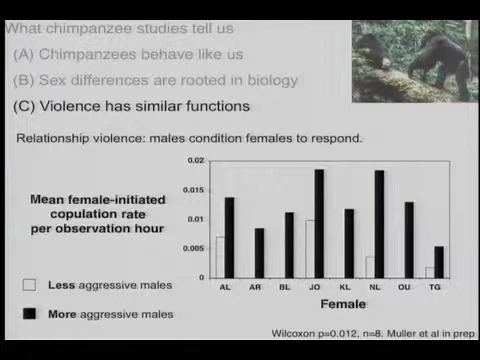 What chimpanzee studies tell us
(A) Chimpanzees behave like us
(B) Sex differences are rooted in biology
(C) Violence has similar functions
Relationship violence: males condition females to respond.
Mean female-initiated
copulation rate
per observation hour
0.02
0.015
0.01
0.005
0
AL AR BL JO KL NL OU TG
Female
Less aggressive males
More aggressive males
Wilcoxon p=0.012, n=8. Muller et al in prep